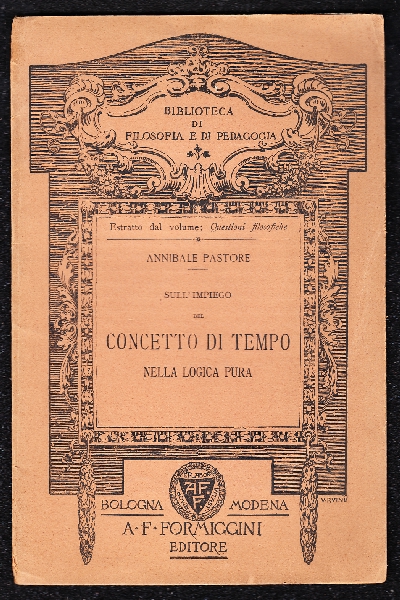 BIBLIOTECA
DI
FILOSOFIA E DI PEDAGOGIA
Estratto dal volume: Questioni filosofiche
ANNIBALE PASTORE
SULL'IMPIEGO
DEL
CONCETTO DI TEMPO
NELLA LOGICA PURA
AFF
BOLOGNA MODENA
A·F·FORMIGGINI
EDITORE